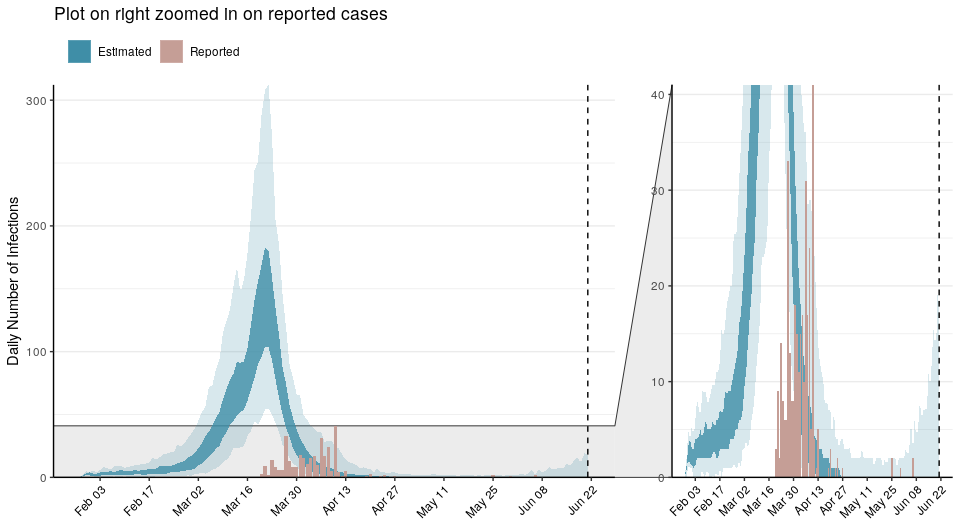 Plot on right zoomed in on reported cases
Estimated Reported
Daily Number of Infections
300
200
100
0
Feb 03 Feb 17 Mar 02 Mar 16 Mar 30 Apr 13 Apr 27 May 11 May 25 Jun 08 Jun 22
40
30
20
10
0
Feb 03 Feb 17 Mar 02 Mar 16 Mar 30 Apr 13 Apr 27 May 11 May 25 Jun 08 Jun 22